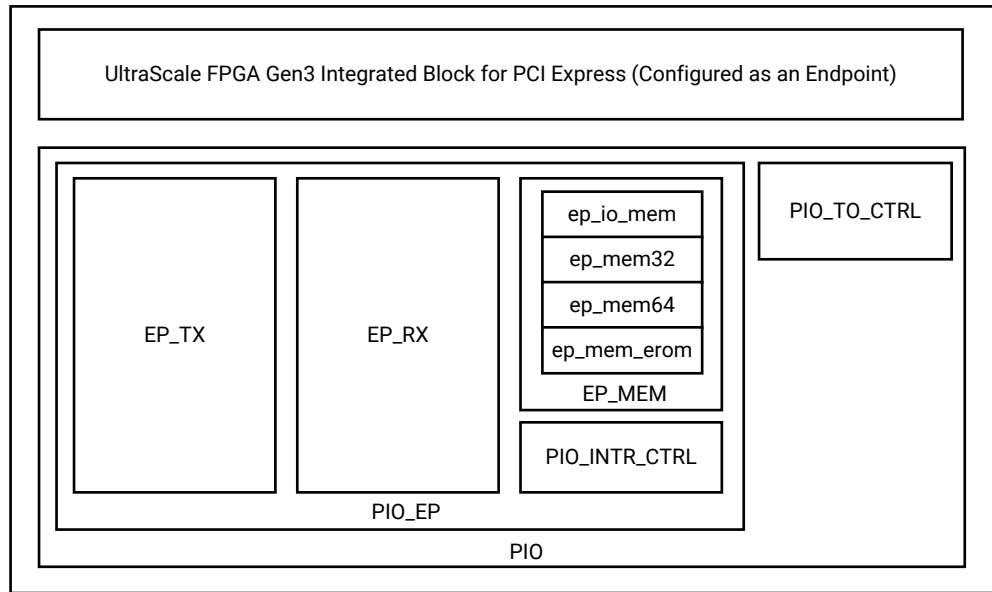 UltraScale FPGA Gen3 Integrated Block for PCI Express (Configured as an Endpoint)
EP_TX
EP_RX
ep_io_mem
ep_mem32
ep_mem64
ep_mem_erom
EP_MEM
PIO_INTR_CTRL
PIO_EP
PIO_TO_CTRL
PIO